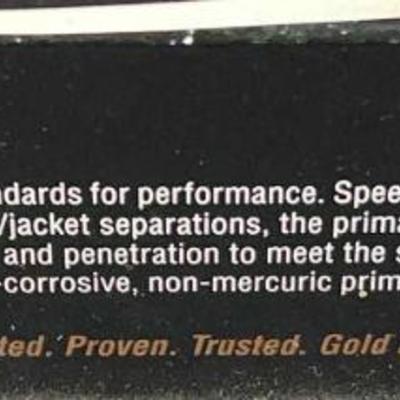 ndards for performance. Spee
/jacket separations, the prima
and penetration to meet the s
-corrosive, non-mercuric prim
ted. Proven. Trusted. Gold